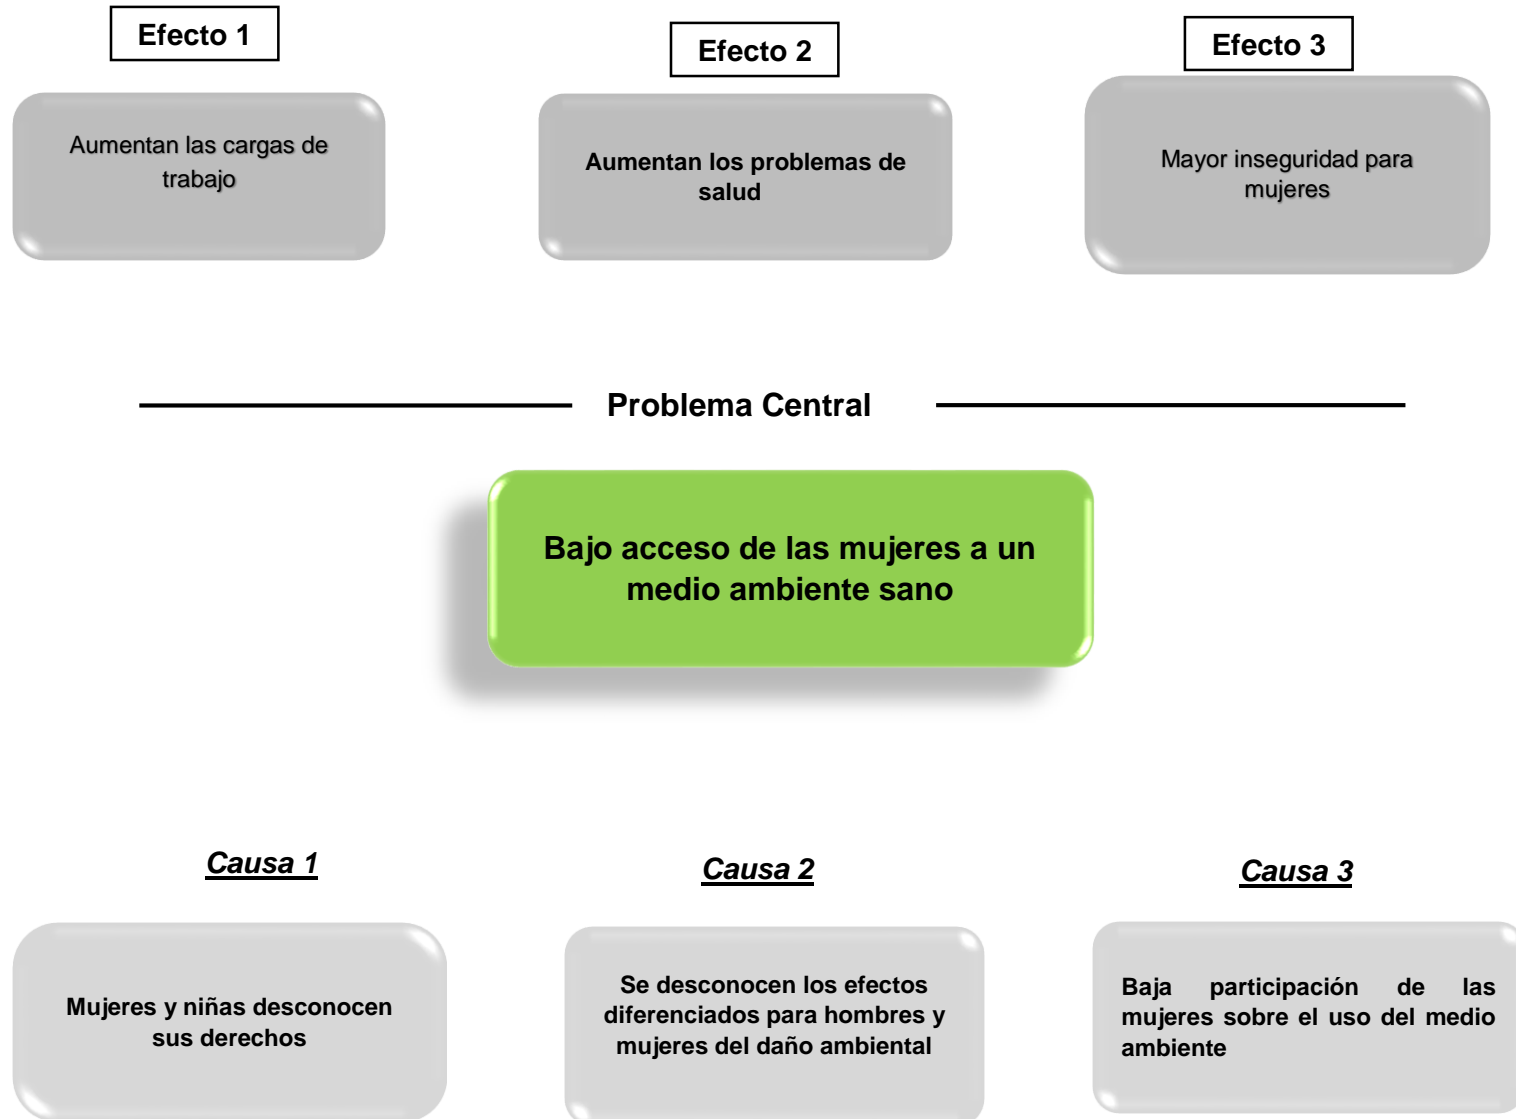 Efecto 1
Efecto 2
Efecto 3
Aumentan las cargas de
trabajo
Aumentan los problemas de
salud
Mayor inseguridad para
mujeres
Problema Central
Bajo acceso de las mujeres a un
medio ambiente sano
Causa 1
Causa 2
Causa 3
Mujeres y niñas desconocen
sus derechos
Se desconocen los efectos
diferenciados para hombres y
mujeres del daño ambiental
Baja participación de las
mujeres sobre el uso del medio
ambiente